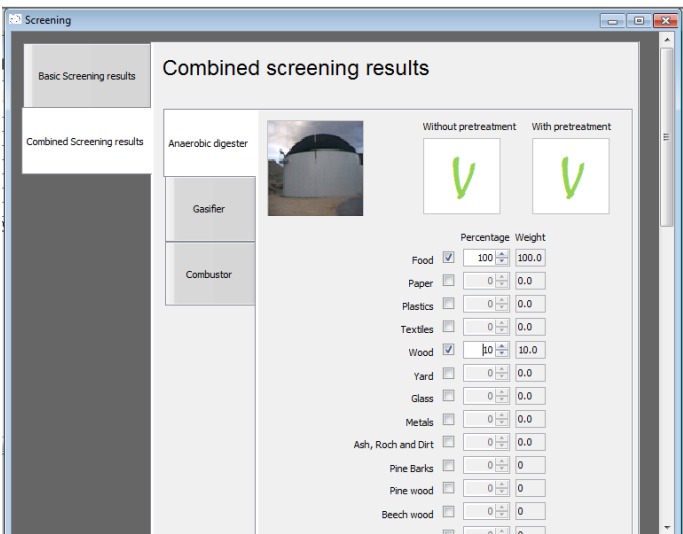 Screening
Basic Screening results
Combined Screening results
Combined screening results
Anaerobic digester
Gasifier
Combustor
Without pretreatment With pretreatment
V V
Percentage Weight
Food 100 100.0
Paper 0 0.0
Plastics 0 0.0
Textiles 0 0.0
Wood 10 10.0
Yard 0 0.0
Glass 0 0.0
Metals 0 0.0
Ash, Roch and Dirt 0 0.0
Pine Barks 0 0
Pine wood 0 0
Beech wood 0 0